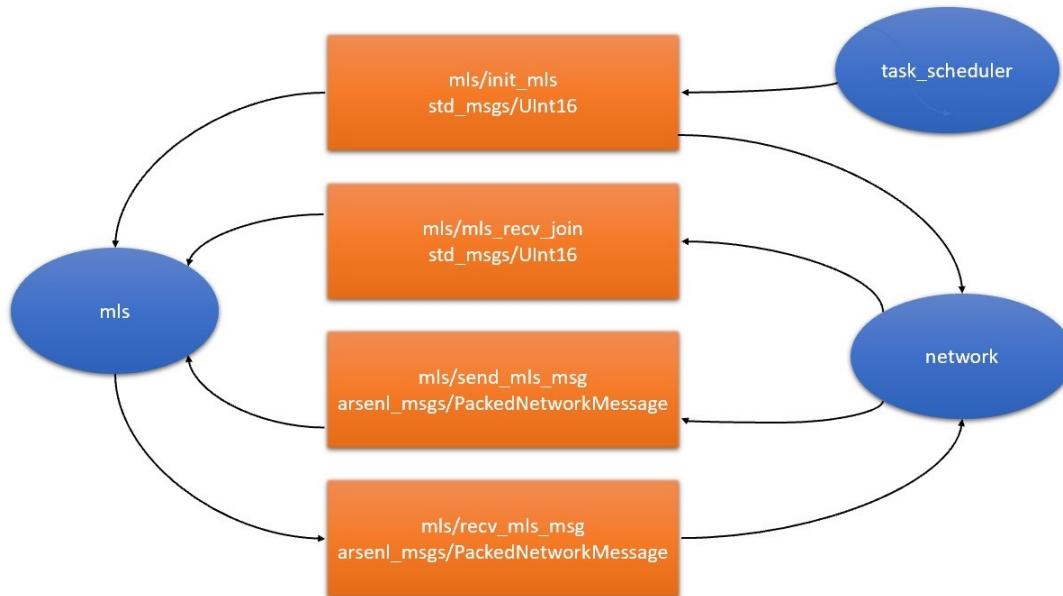 mls/init_mls
std_msgs/UInt16
task_scheduler
mls/mls_recv_join
std_msgs/UInt16
mls
network
mls/send_mls_msg
arsenl_msgs/PackedNetworkMessage
mls/recv_mls_msg
arsenl_msgs/PackedNetworkMessage